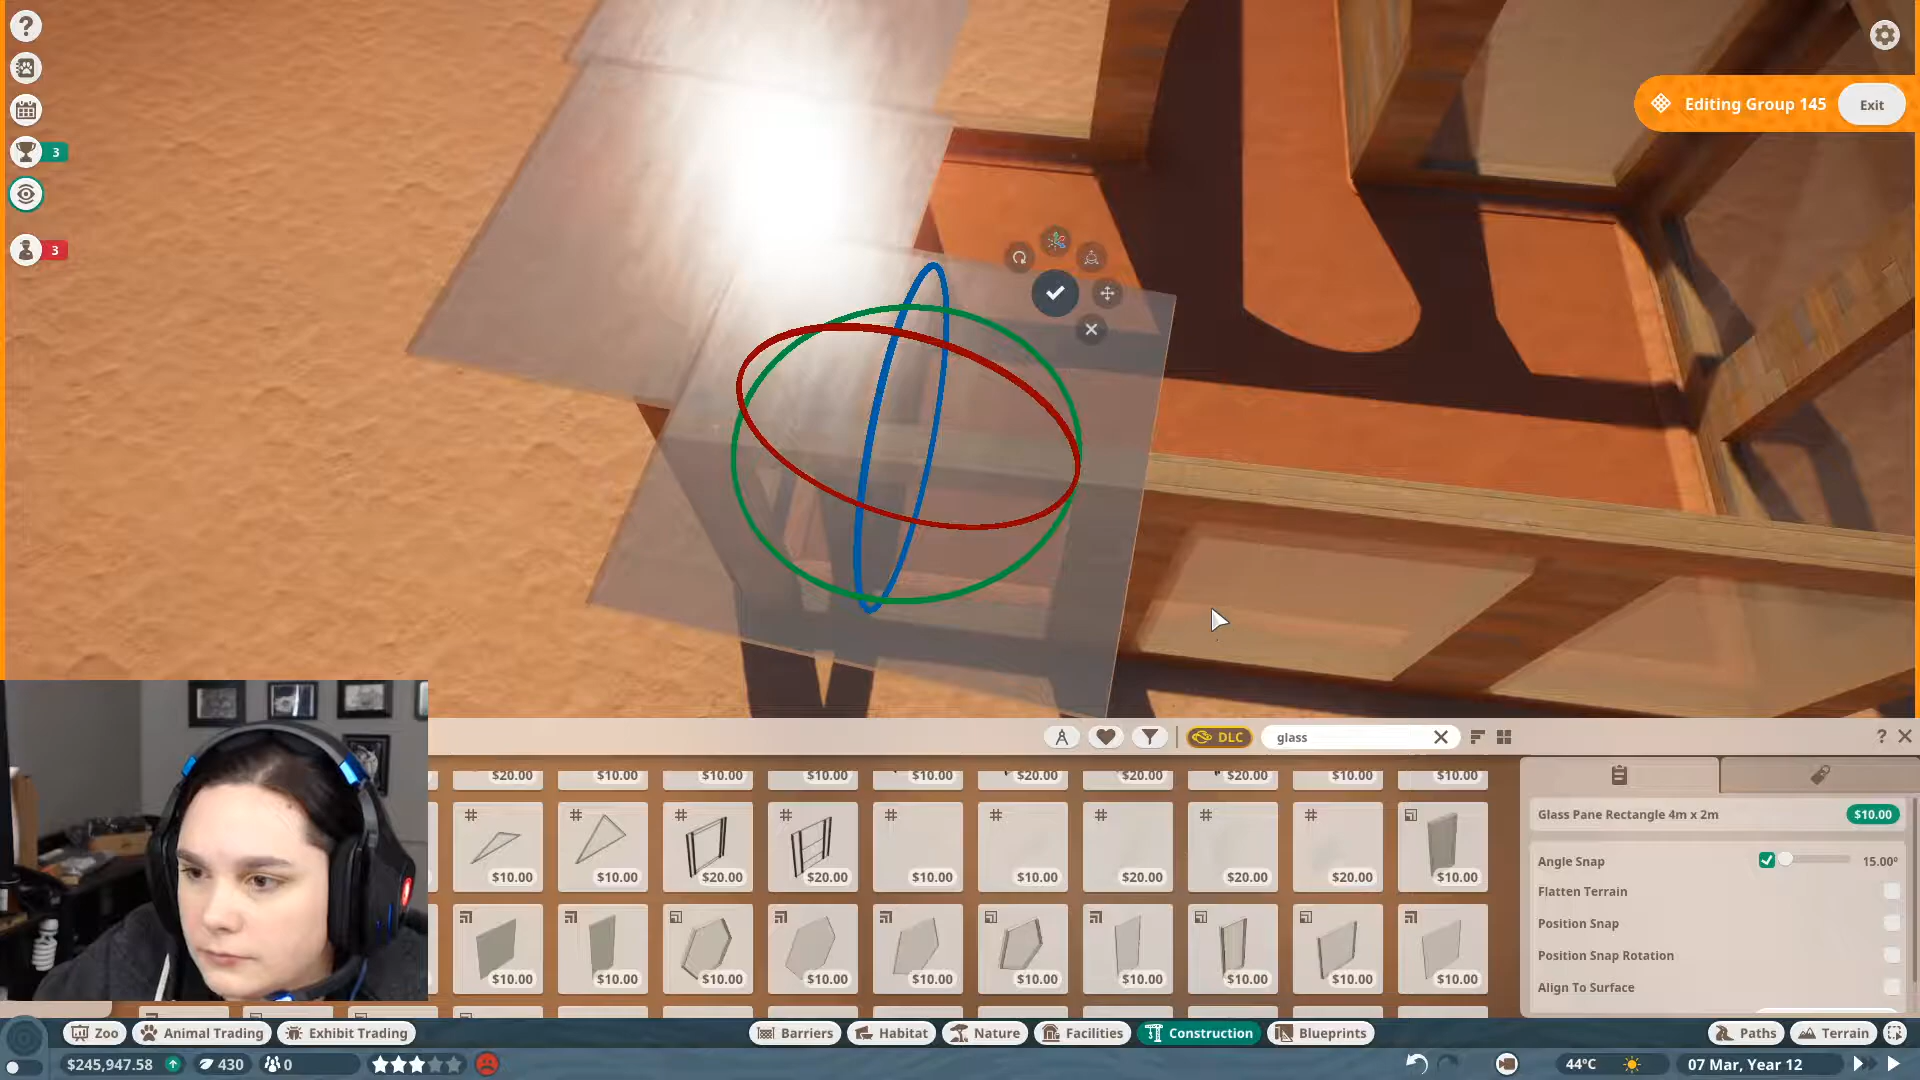 ?
Editing Group 145 Exit
3
3
DLC glass
?
$20.00 $10.00 $10.00 $10.00 $10.00 $20.00 $20.00 $20.00 $10.00
$10.00 $10.00 $20.00 $20.00 $10.00 $10.00 $20.00 $20.00 $20.00 $10.00
$10.00 $10.00 $10.00 $10.00 $10.00 $10.00 $10.00 $10.00 $10.00 $10.00
Glass Pane Rectangle 4m x 2m $10.00
Angle Snap 15.00°
Flatten Terrain
Position Snap
Position Snap Rotation
Align To Surface
Zoo Animal Trading Exhibit Trading Barriers Habitat Nature Facilities Construction Blueprints Paths Terrain
$245,947.58 430 0 44°C 07 Mar, Year 12